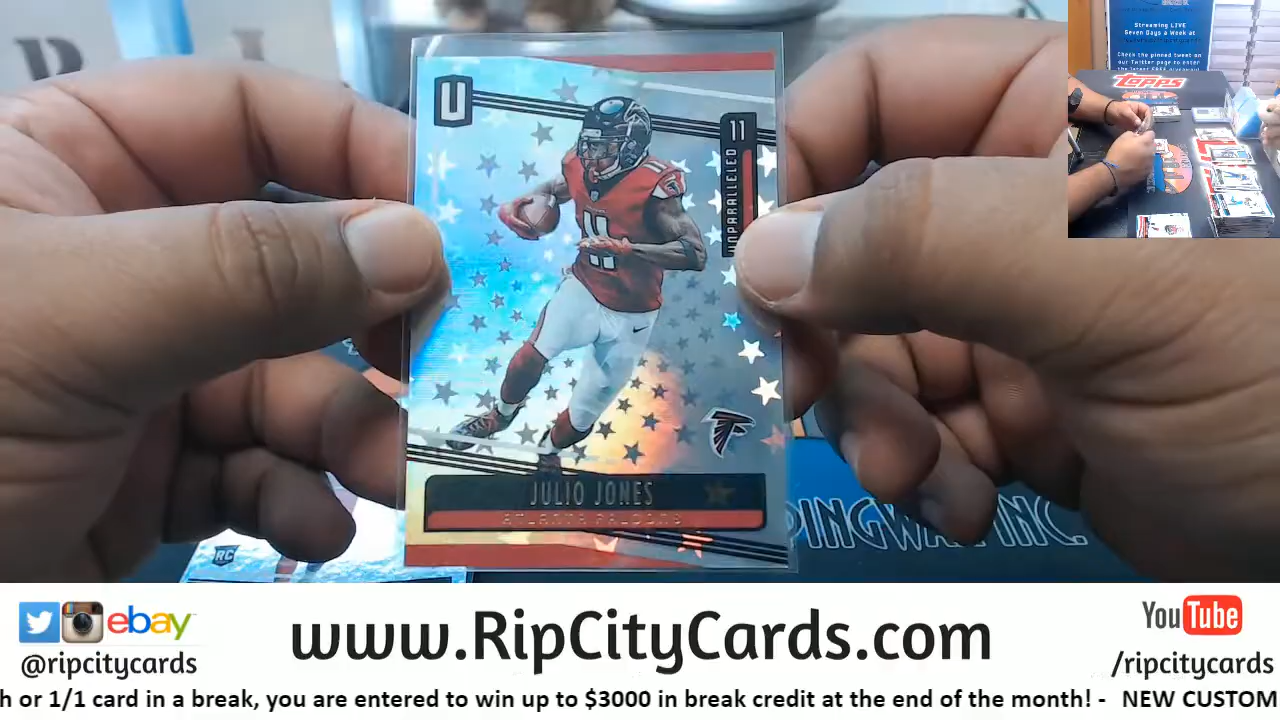 U
11
UNPARALLELED
11
JULIO JONES
ATLANTA FALCONS
RC
PINGWAX INC.
Streaming LIVE
Seven Days a Week at
Check the pinned tweet on
our Twitter page to enter
TOPPS
ebay
@ripcitycards
www.RipCityCards.com
YouTube
/ripcitycards
h or 1/1 card in a break, you are entered to win up to $3000 in break credit at the end of the month! - NEW CUSTOM